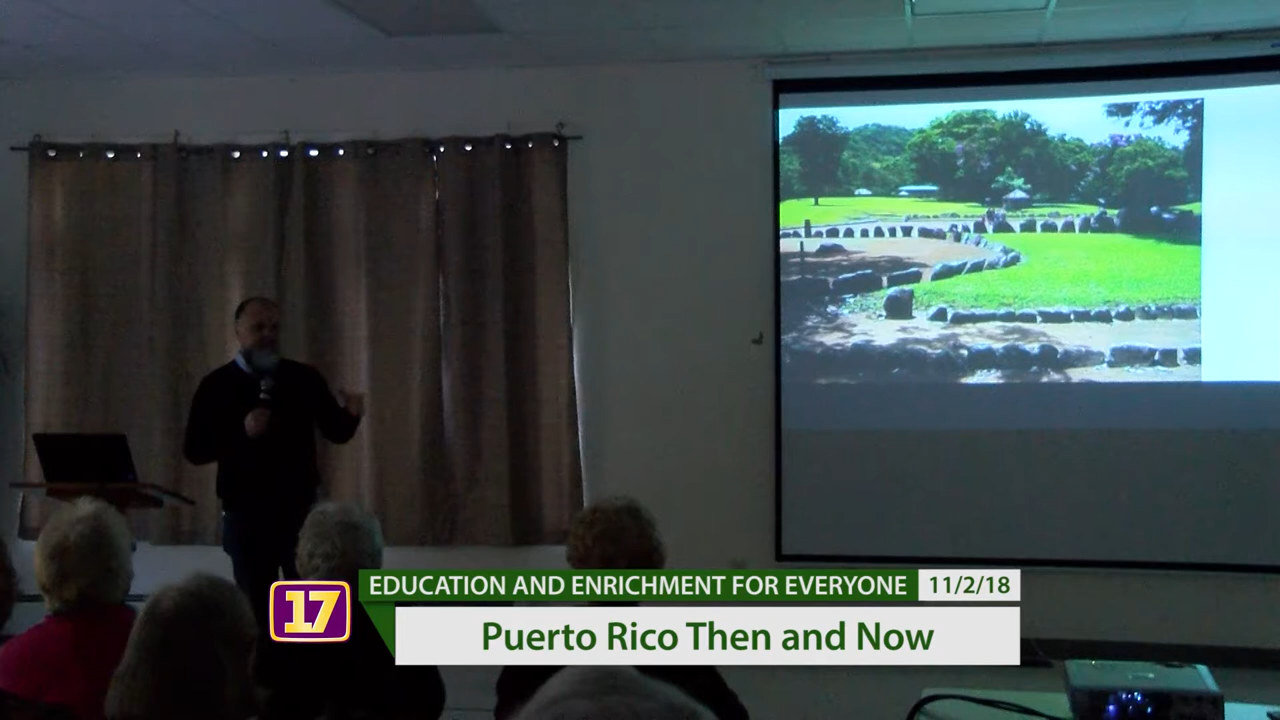 EDUCATION AND ENRICHMENT FOR EVERYONE 11/2/18
17
Puerto Rico Then and Now